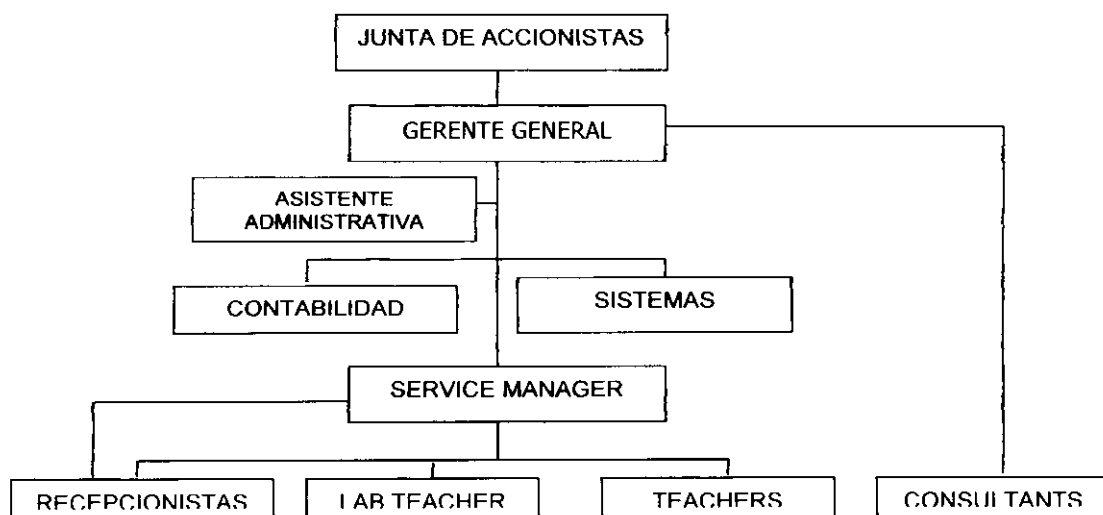 JUNTA DE ACCIONISTAS
GERENTE GENERAL
ASISTENTE
ADMINISTRATIVA
CONTABILIDAD
SISTEMAS
SERVICE MANAGER
RECEPCIONISTAS
LAB TEACHER
TEACHERS
CONSULTANTS